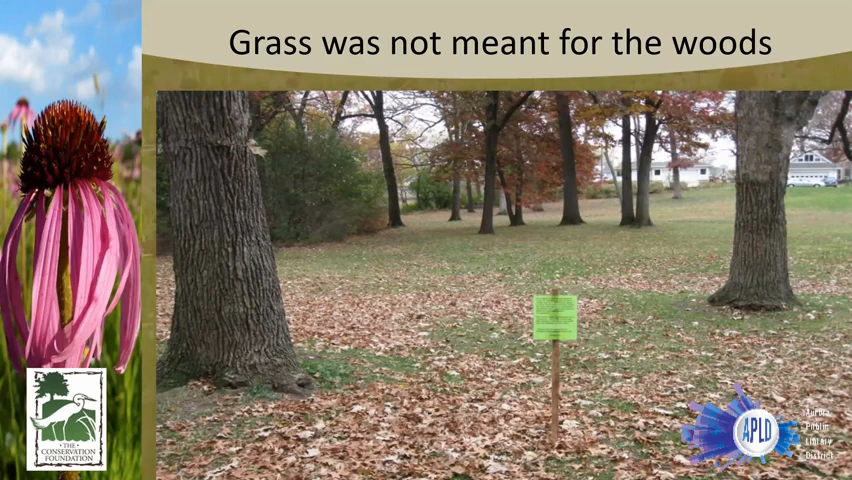 Grass was not meant for the woods
• THE •
CONSERVATION
FOUNDATION
APLD
Aurora
Public
Library
District